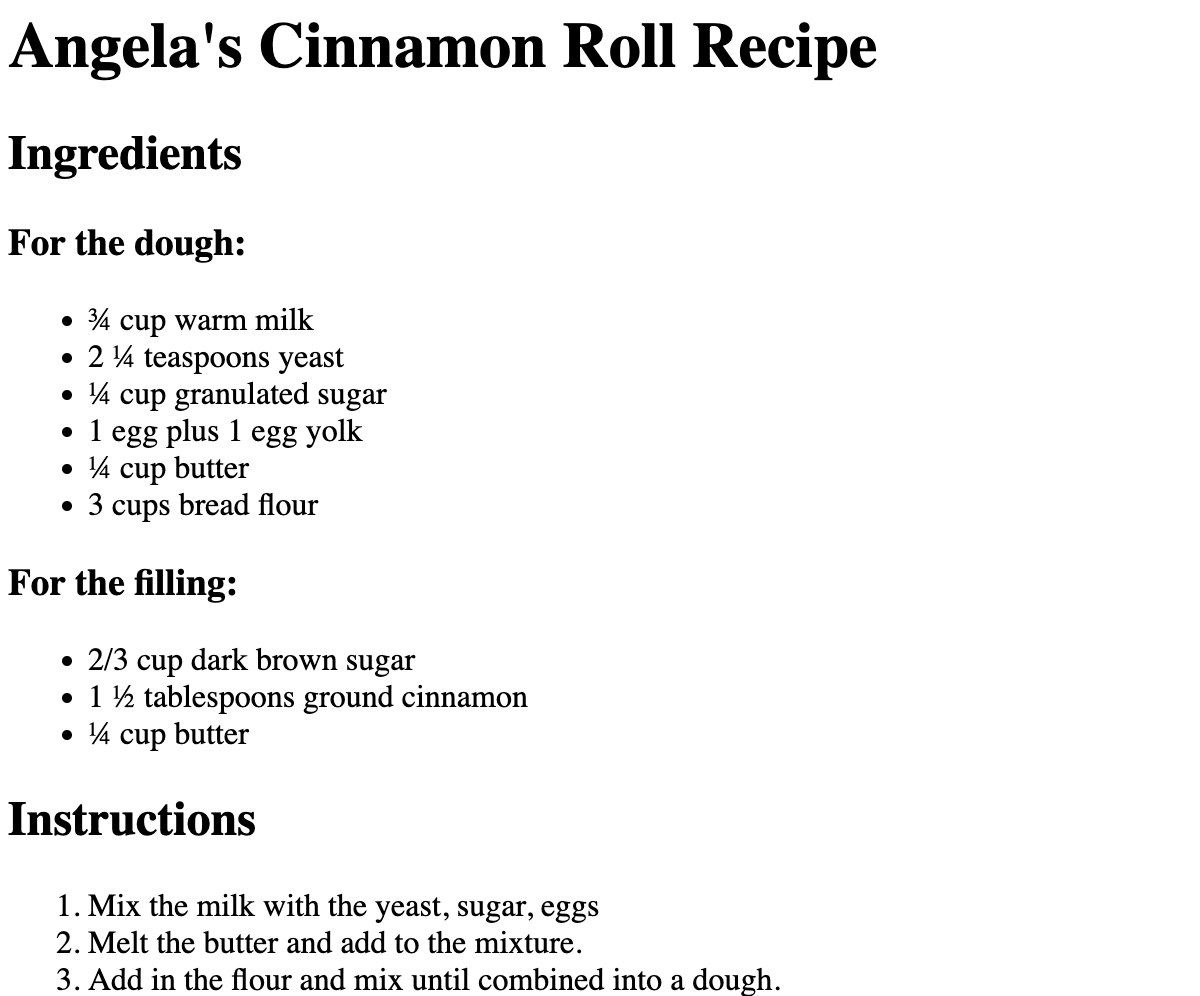 Angela's Cinnamon Roll Recipe
Ingredients
For the dough:
• ¾ cup warm milk
• 2 ¼ teaspoons yeast
• ¼ cup granulated sugar
• 1 egg plus 1 egg yolk
• ¼ cup butter
• 3 cups bread flour
For the filling:
• 2/3 cup dark brown sugar
• 1 ½ tablespoons ground cinnamon
• ¼ cup butter
Instructions
1. Mix the milk with the yeast, sugar, eggs
2. Melt the butter and add to the mixture.
3. Add in the flour and mix until combined into a dough.